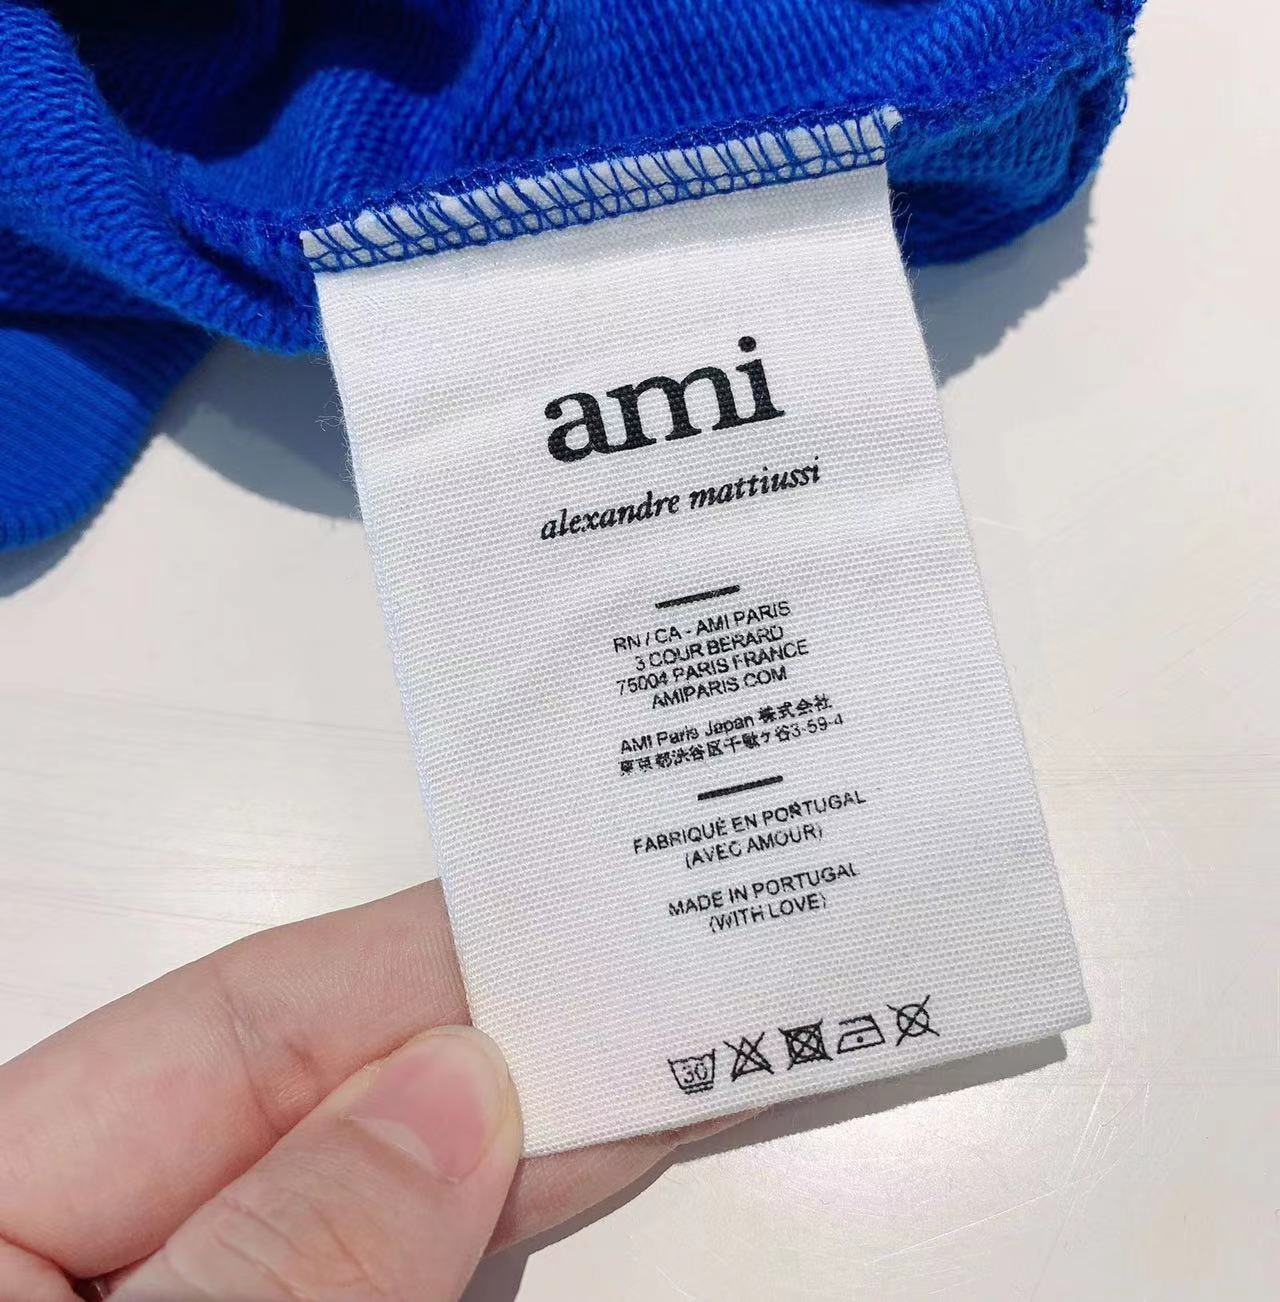 ami
alexandre mattiussi
RN / CA - AMI PARIS
3 COUR BERARD
75004 PARIS FRANCE
AMIPARIS.COM
AMI Paris Japan 株式会社
東京都渋谷区千駄ヶ谷3-59-4
FABRIQUÉ EN PORTUGAL
(AVEC AMOUR)
MADE IN PORTUGAL
(WITH LOVE)
30